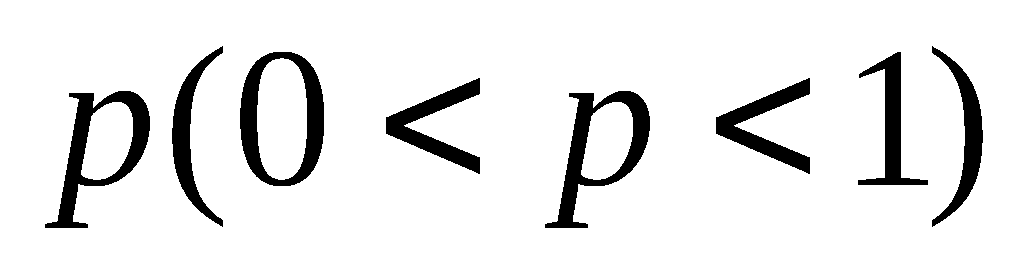 p(0 < p < 1)